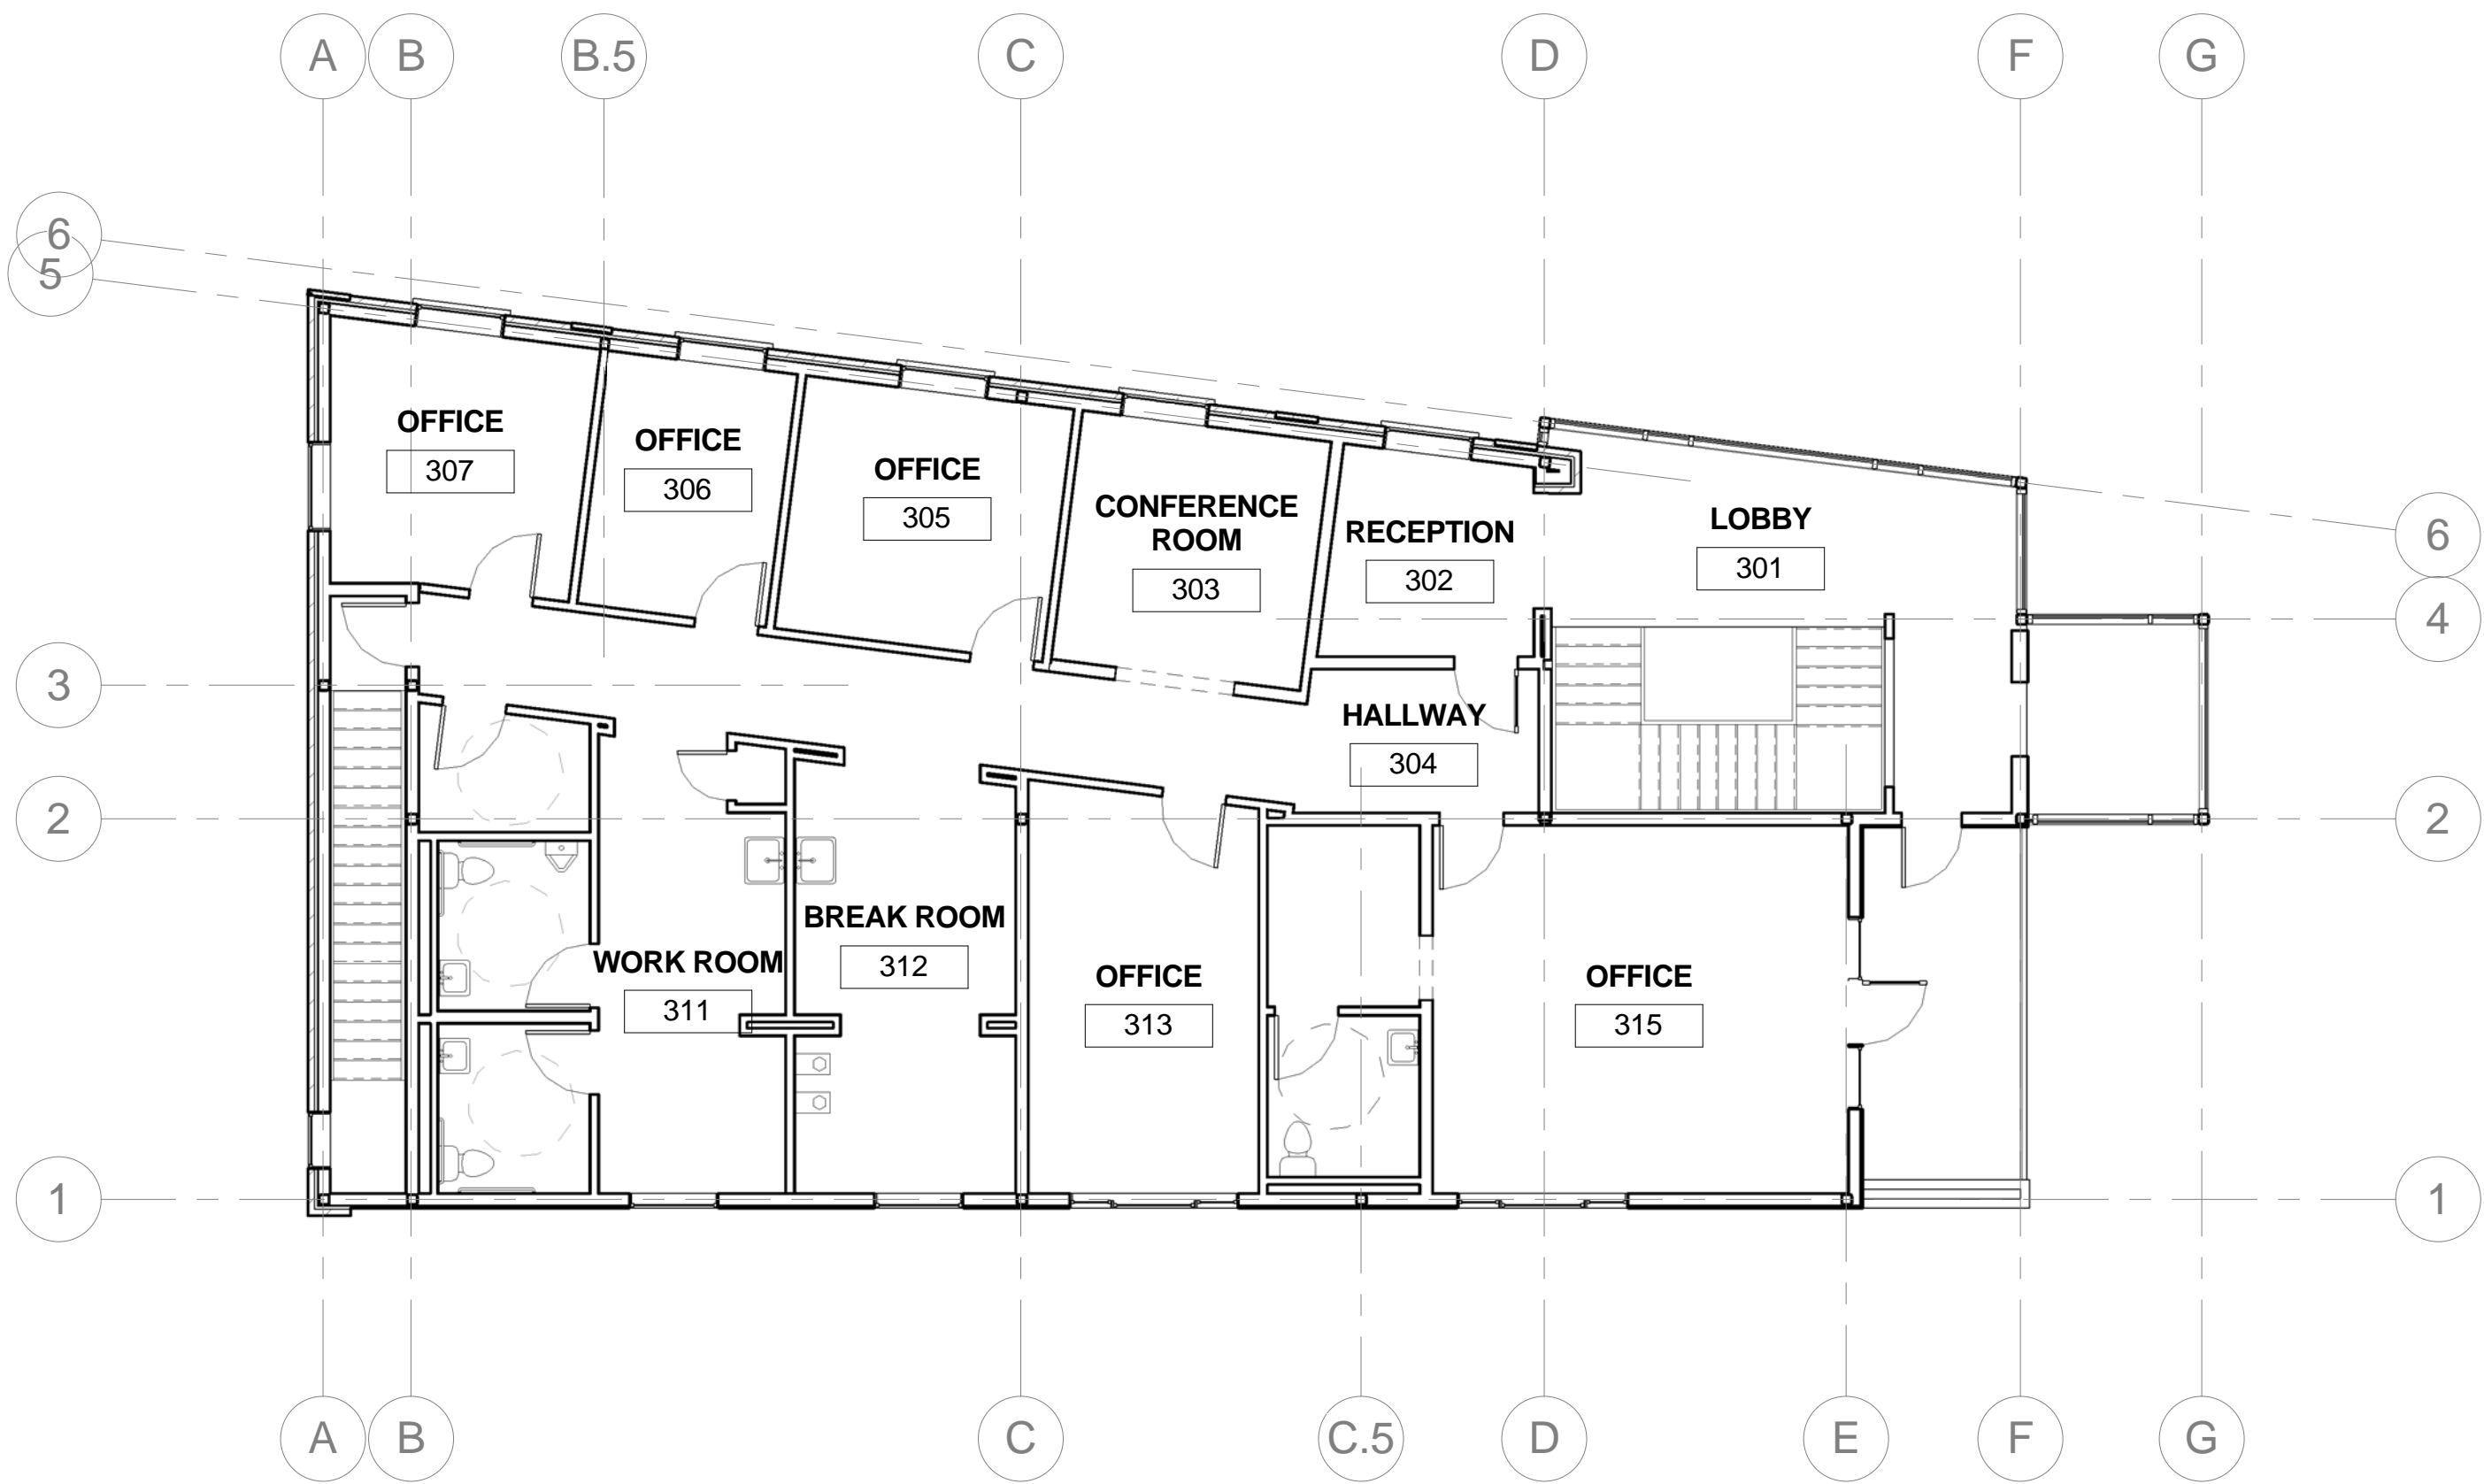 A
B
B.5
C
D
F
G
6
5
OFFICE
307
OFFICE
306
OFFICE
305
CONFERENCE
ROOM
303
RECEPTION
302
LOBBY
301
6
4
3
HALLWAY
304
2
2
WORK ROOM
311
BREAK ROOM
312
OFFICE
313
OFFICE
315
1
1
A
B
C
C.5
D
E
F
G